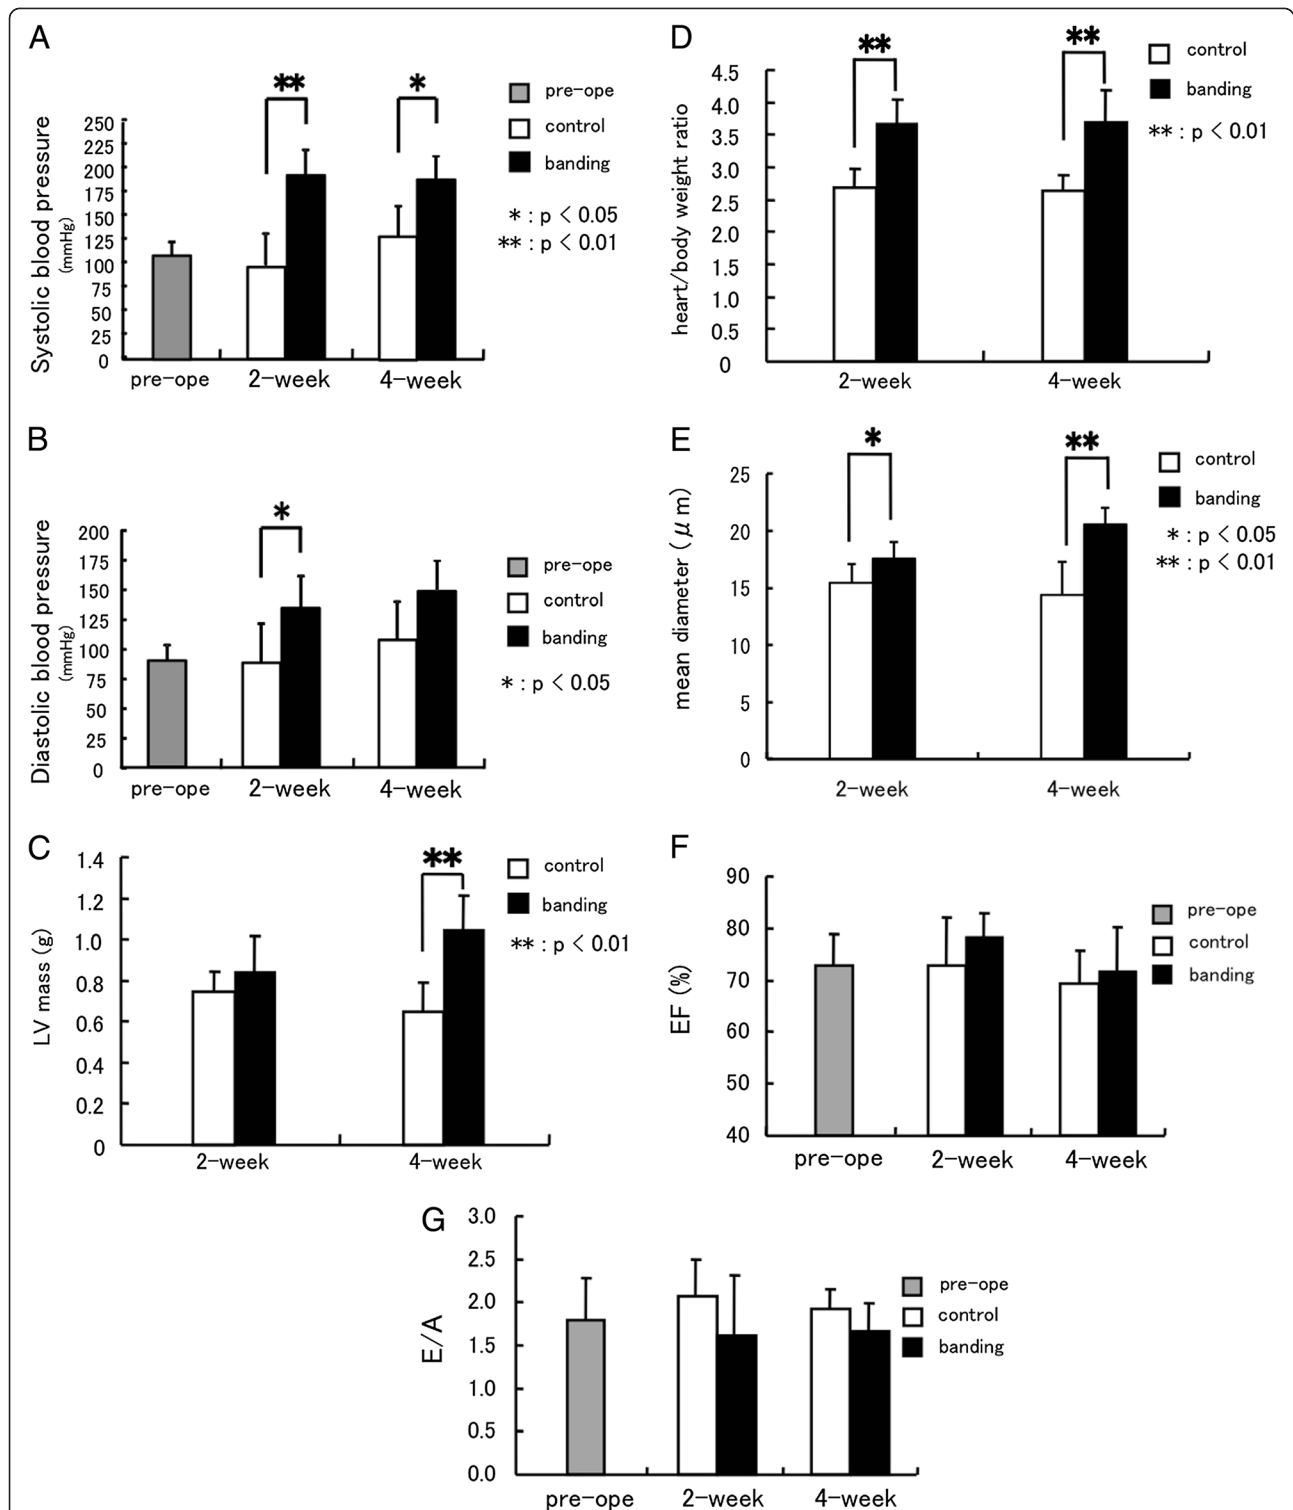 A
**
*
pre-ope
control
banding
* : p < 0.05
** : p < 0.01
Systolic blood pressure
(mmHg)
250
225
200
175
150
125
100
75
50
25
0
pre-ope
2-week
4-week
B
*
pre-ope
control
banding
* : p < 0.05
Diastolic blood pressure
(mmHg)
200
175
150
125
100
75
50
25
0
pre-ope
2-week
4-week
C
**
control
banding
** : p < 0.01
LV mass (g)
1.4
1.2
1.0
0.8
0.6
0.4
0.2
0
2-week
4-week
D
**
**
control
banding
** : p < 0.01
heart/body weight ratio
4.5
4.0
3.5
3.0
2.5
2.0
1.5
1.0
0.5
0
2-week
4-week
E
*
**
control
banding
* : p < 0.05
** : p < 0.01
mean diameter (μm)
25
20
15
10
5
0
2-week
4-week
F
pre-ope
control
banding
EF (%)
90
80
70
60
50
40
pre-ope
2-week
4-week
G
pre-ope
control
banding
E/A
3.0
2.5
2.0
1.5
1.0
0.5
0.0
pre-ope
2-week
4-week